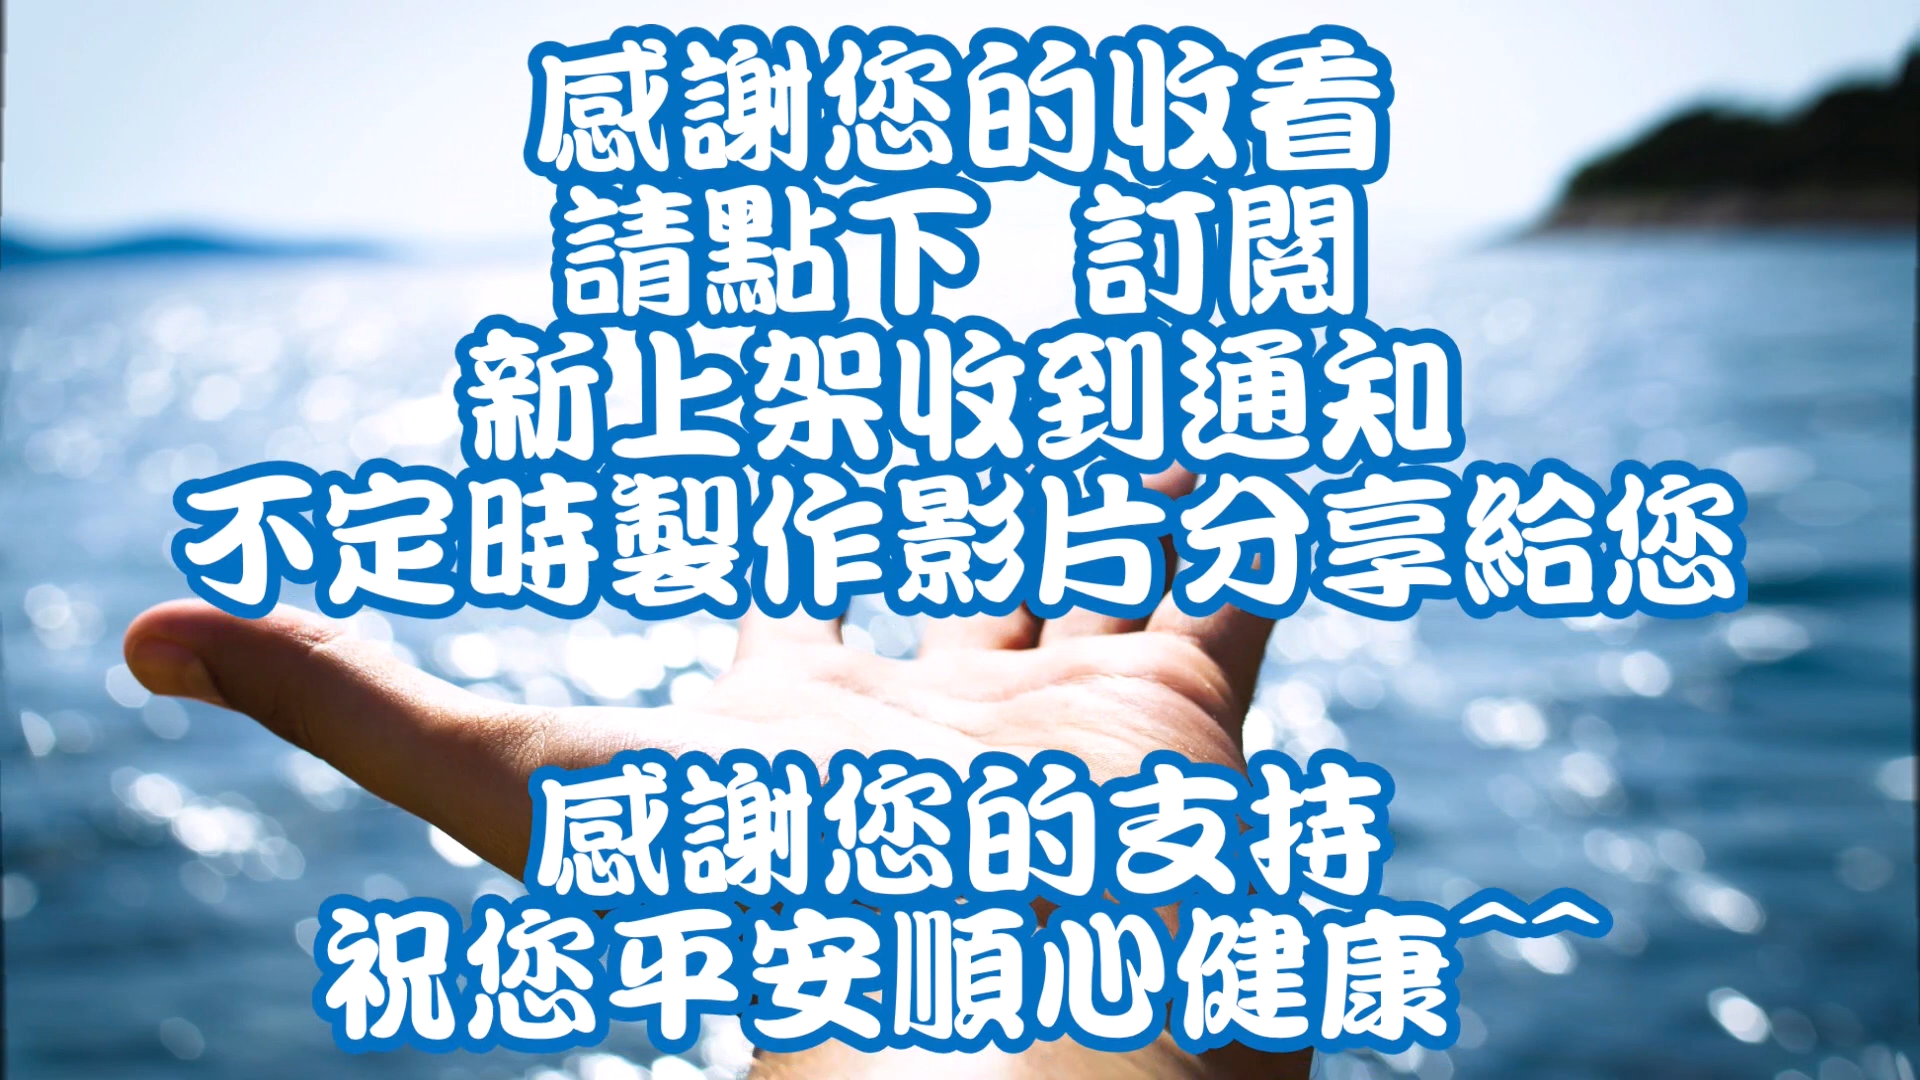 感謝您的收看
請點下 訂閱
新上架收到通知
不定時製作影片分享給您
感謝您的支持
祝您平安順心健康^^